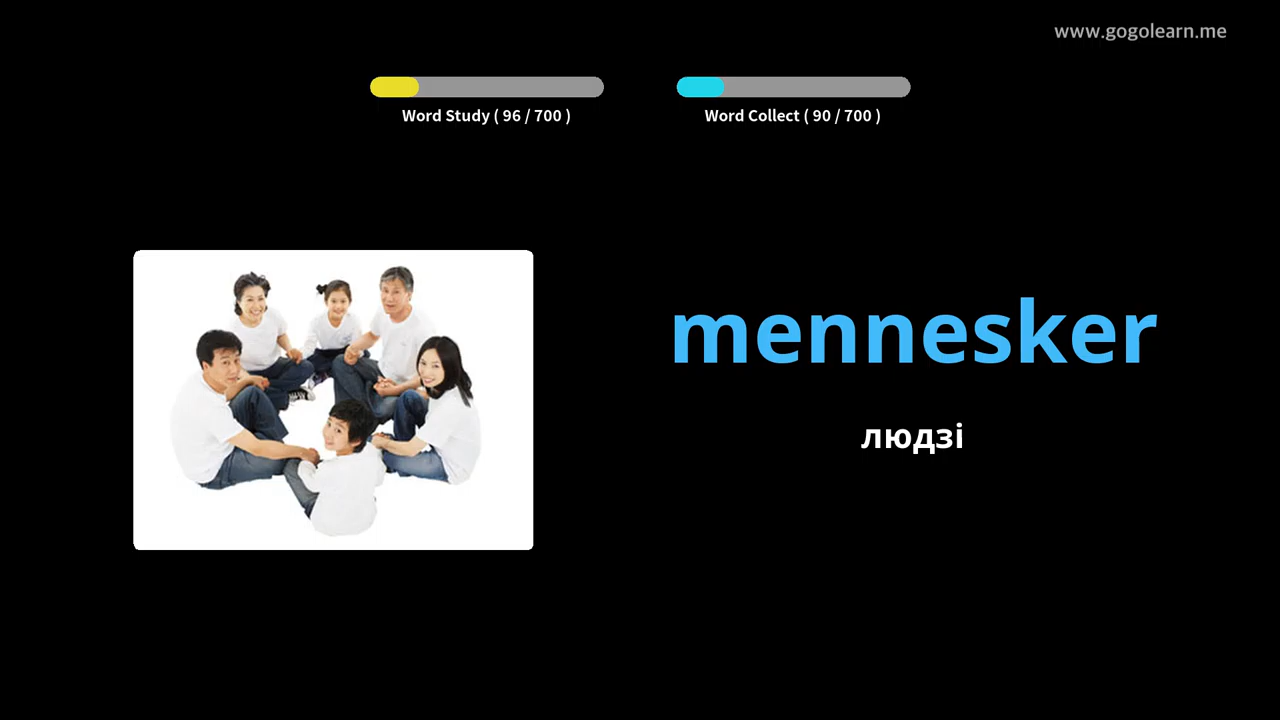 www.gogolearn.me
Word Study ( 96 / 700 )
Word Collect ( 90 / 700 )
mennesker
людзі